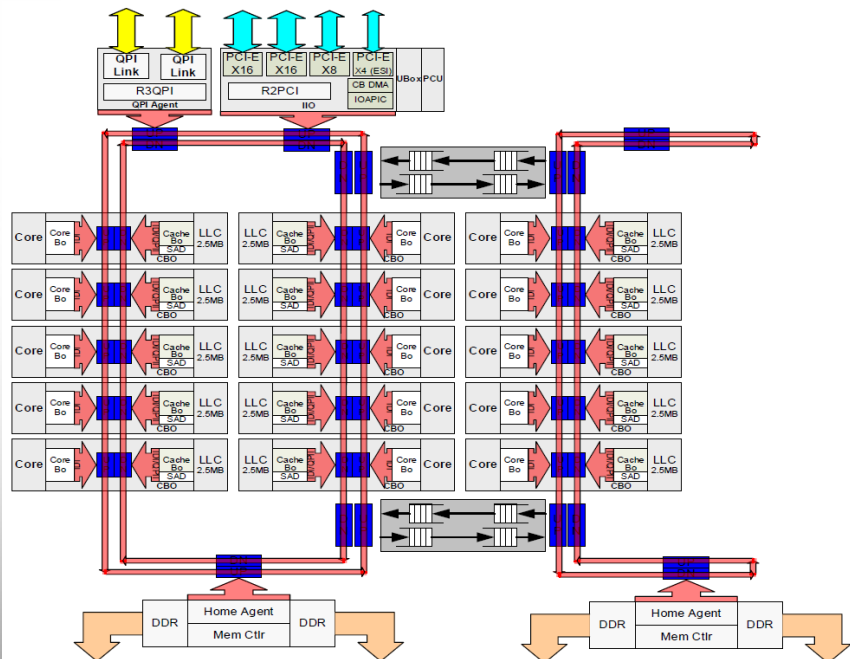 QPI
Link
QPI
Link
R3QPI
QPI Agent
PCI-E
X16
PCI-E
X16
PCI-E
X8
PCI-E
X4 (ESI)
R2PCI
CB DMA
IOAPIC
IIO
UBox
PCU
Core
Core
Bo
Cache
Bo
SAD
CBO
LLC
2.5MB
LLC
2.5MB
Cache
Bo
SAD
CBO
Core
Bo
Core
Core
Core
Bo
Cache
Bo
SAD
CBO
LLC
2.5MB
Core
Core
Bo
Cache
Bo
SAD
CBO
LLC
2.5MB
LLC
2.5MB
Cache
Bo
SAD
CBO
Core
Bo
Core
Core
Core
Bo
Cache
Bo
SAD
CBO
LLC
2.5MB
Core
Core
Bo
Cache
Bo
SAD
CBO
LLC
2.5MB
LLC
2.5MB
Cache
Bo
SAD
CBO
Core
Bo
Core
Core
Core
Bo
Cache
Bo
SAD
CBO
LLC
2.5MB
Core
Core
Bo
Cache
Bo
SAD
CBO
LLC
2.5MB
LLC
2.5MB
Cache
Bo
SAD
CBO
Core
Bo
Core
Core
Core
Bo
Cache
Bo
SAD
CBO
LLC
2.5MB
Core
Core
Bo
Cache
Bo
SAD
CBO
LLC
2.5MB
LLC
2.5MB
Cache
Bo
SAD
CBO
Core
Bo
Core
Core
Core
Bo
Cache
Bo
SAD
CBO
LLC
2.5MB
DDR
Home Agent
Mem Ctlr
DDR
DDR
Home Agent
Mem Ctlr
DDR